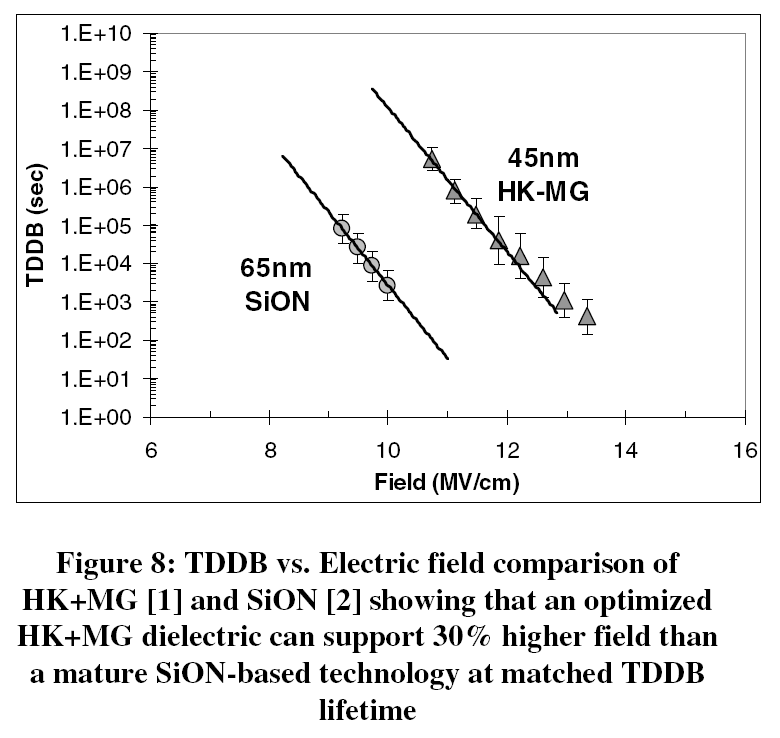 1.E+10
1.E+09
1.E+08
1.E+07
1.E+06
1.E+05
1.E+04
1.E+03
1.E+02
1.E+01
1.E+00
TDDB (sec)
45nm
HK-MG
65nm
SiON
6 8 10 12 14 16
Field (MV/cm)
Figure 8: TDDB vs. Electric field comparison of
HK+MG [1] and SiON [2] showing that an optimized
HK+MG dielectric can support 30% higher field than
a mature SiON-based technology at matched TDDB
lifetime